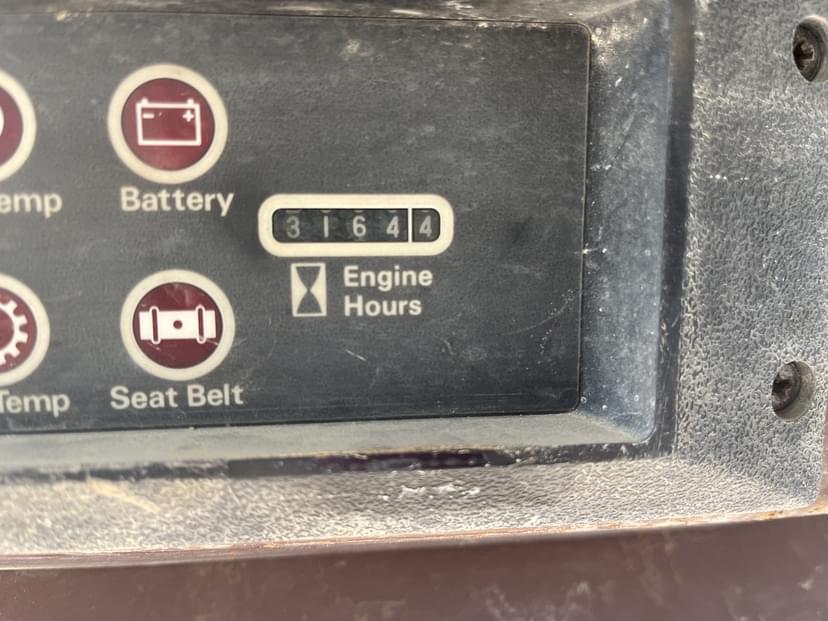 emp
Battery
3 1 6 4 4
Engine
Hours
Temp
Seat Belt